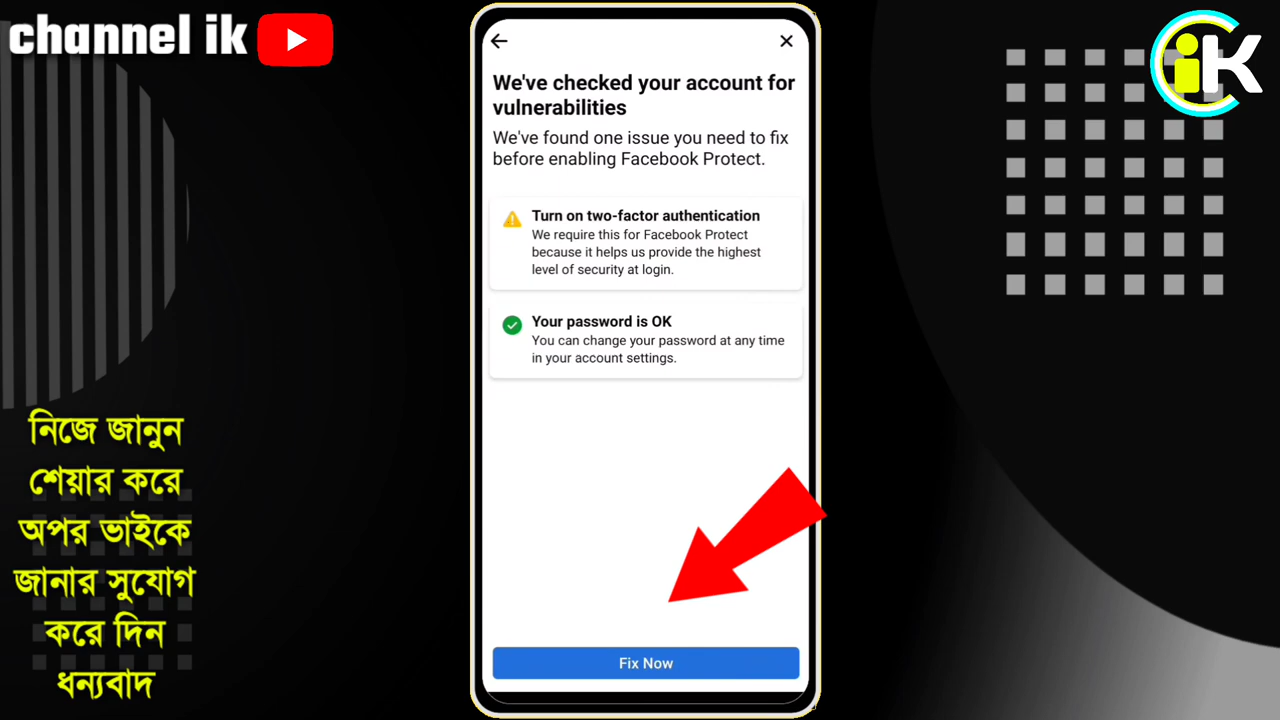 channel ik
iK
We've checked your account for
vulnerabilities
We've found one issue you need to fix
before enabling Facebook Protect.
Turn on two-factor authentication
We require this for Facebook Protect
because it helps us provide the highest
level of security at login.
Your password is OK
You can change your password at any time
in your account settings.
Fix Now
নিজে জানুন
শেয়ার করে
অপর ভাইকে
জানার সুযোগ
করে দিন
ধন্যবাদ